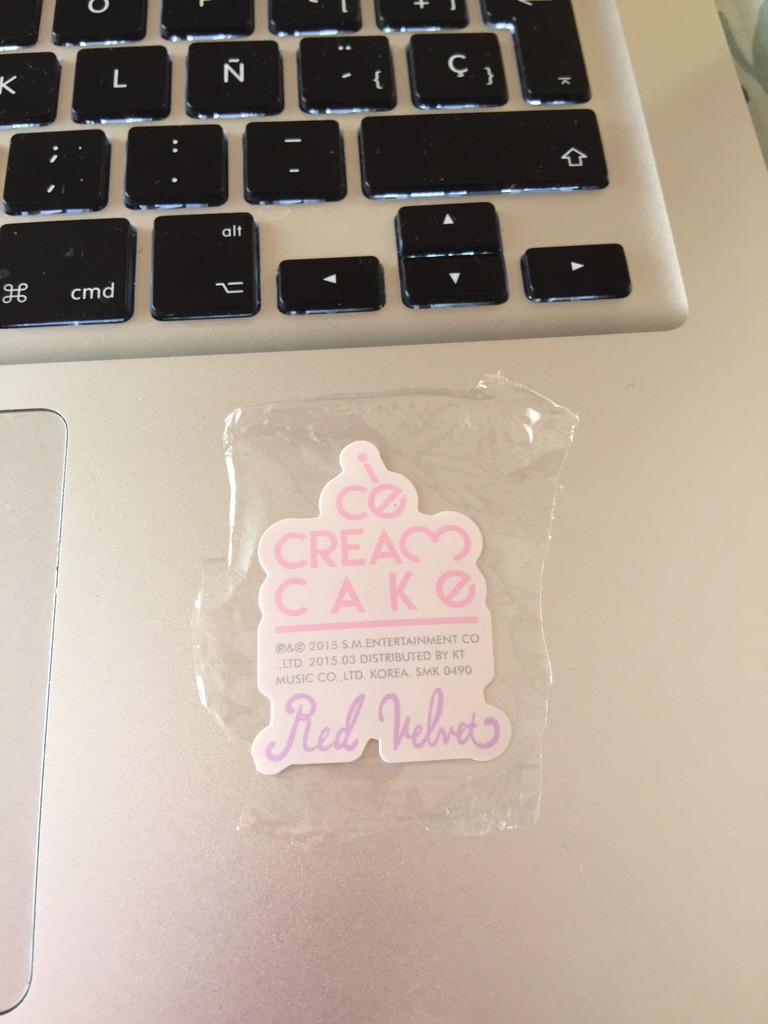 K L Ñ ¨ ´ { Ç }
; , : . _ -
alt
cmd
ice
CREAM
CAKe
℗&© 2015 S.M.ENTERTAINMENT CO
.,LTD. 2015.03 DISTRIBUTED BY KT
MUSIC CO.,LTD. KOREA. SMK 0490
Red Velvet